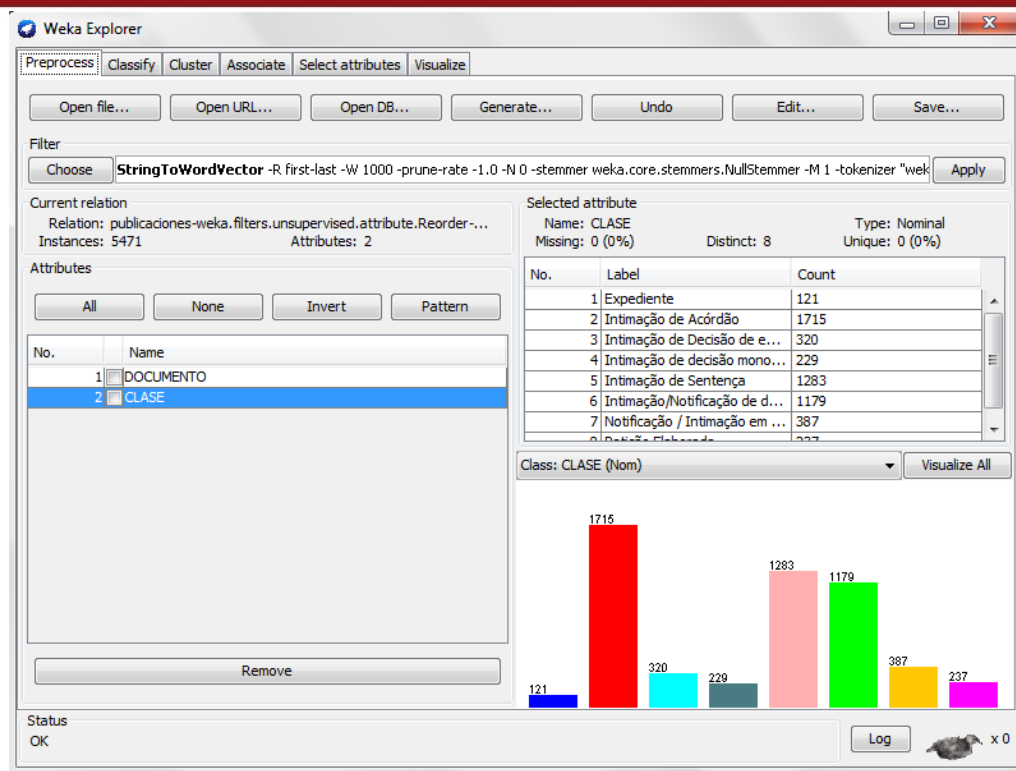 Weka Explorer
Preprocess Classify Cluster Associate Select attributes Visualize
Open file... Open URL... Open DB... Generate... Undo Edit... Save...
Filter
Choose StringToWordVector -R first-last -W 1000 -prune-rate -1.0 -N 0 -stemmer weka.core.stemmers.NullStemmer -M 1 -tokenizer "wek Apply
Current relation
Relation: publicaciones-weka.filters.unsupervised.attribute.Reorder-...
Instances: 5471 Attributes: 2
Attributes
All None Invert Pattern
No. Name
1 DOCUMENTO
2 CLASE
Remove
Selected attribute
Name: CLASE Type: Nominal
Missing: 0 (0%) Distinct: 8 Unique: 0 (0%)
No. Label Count
1 Expediente 121
2 Intimação de Acórdão 1715
3 Intimação de Decisão de e... 320
4 Intimação de decisão mono... 229
5 Intimação de Sentença 1283
6 Intimação/Notificação de d... 1179
7 Notificação / Intimação em ... 387
8 Petição Elaborada 237
Class: CLASE (Nom) Visualize All
121 1715 320 229 1283 1179 387 237
Status
OK
Log x 0